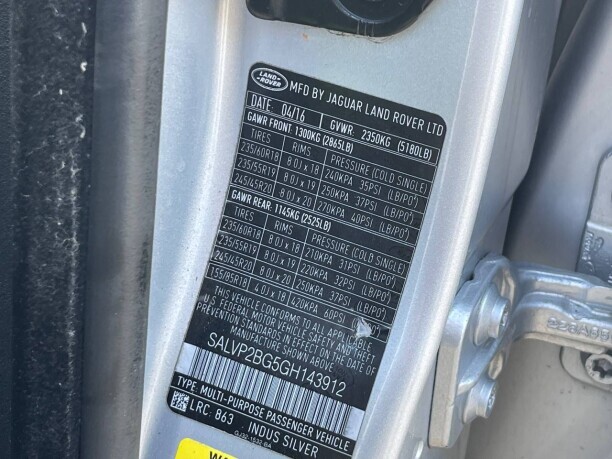 LAND ROVER
MFD BY JAGUAR LAND ROVER LTD
DATE: 04/16 GVWR: 2350KG (5180LB)
GAWR FRONT 1300KG (2865LB)
TIRES RIMS PRESSURE (COLD SINGLE)
235/60R18 8.0J x 18 240KPA 35PSI (LB/PO²)
235/55R19 8.0J x 19 250KPA 37PSI (LB/PO²)
245/45R20 8.0J x 20 270KPA 40PSI (LB/PO²)
GAWR REAR: 1145KG (2525LB)
TIRES RIMS PRESSURE (COLD SINGLE)
235/60R18 8.0J x 18 210KPA 31PSI (LB/PO²)
235/55R19 8.0J x 19 220KPA 32PSI (LB/PO²)
245/45R20 8.0J x 20 250KPA 37PSI (LB/PO²)
155/85R18 4.0J x 18 420KPA 60PSI (LB/PO²)
THIS VEHICLE CONFORMS TO ALL APPLICABLE
U.S. FEDERAL MOTOR VEHICLE SAFETY AND THEFT
PREVENTION STANDARDS IN EFFECT ON THE DATE
OF MANUFACTURE SHOWN ABOVE.
SALVP2BG5GH143912
TYPE: MULTI-PURPOSE PASSENGER VEHICLE
LRC: 863 INDUS SILVER